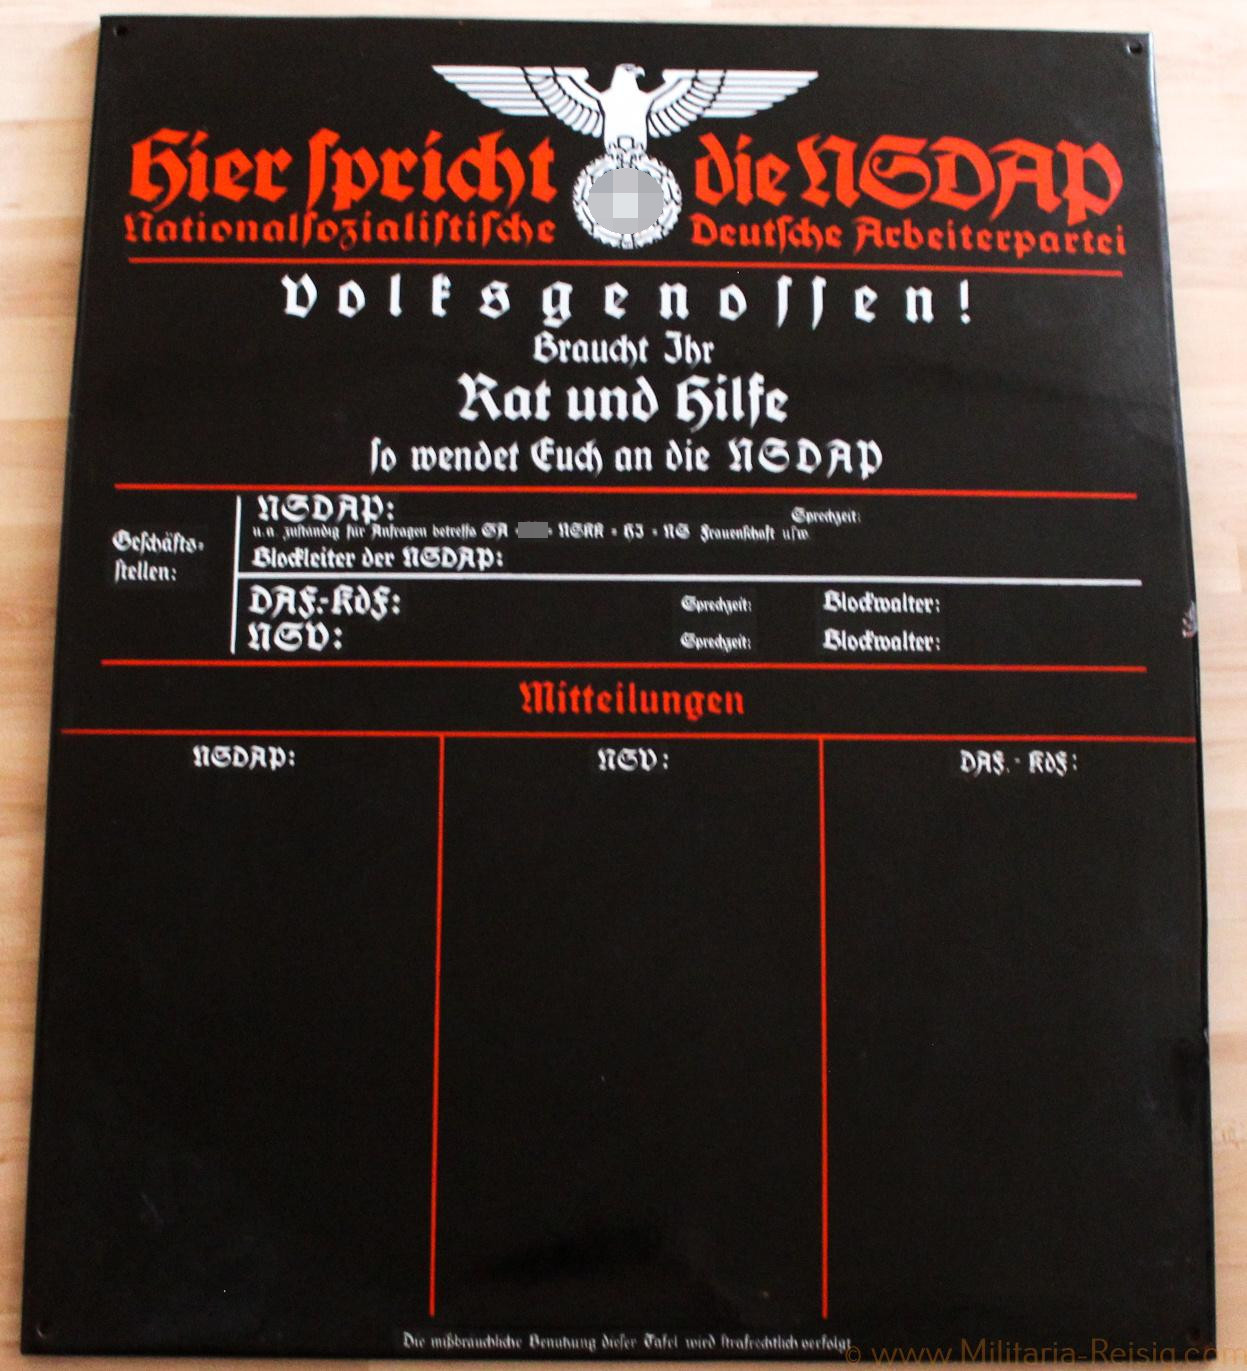 Hier spricht die NSDAP
Nationalsozialistische Deutsche Arbeiterpartei
Volksgenossen!
Braucht Ihr
Rat und Hilfe
so wendet Euch an die NSDAP
Geschäfts-
stellen:
NSDAP: Sprechzeit:
u.a. zuständig für Anfragen betreffs SA - NSKK - HJ - NS Frauenschaft usw.
Blockleiter der NSDAP:
DAF.-KdF: Sprechzeit: Blockwalter:
NSV: Sprechzeit: Blockwalter:
Mitteilungen
NSDAP: NSV: DAF. - KdF:
Die mißbräuchliche Benutzung dieser Tafel wird strafrechtlich verfolgt
© www.Militaria-Reisig.com